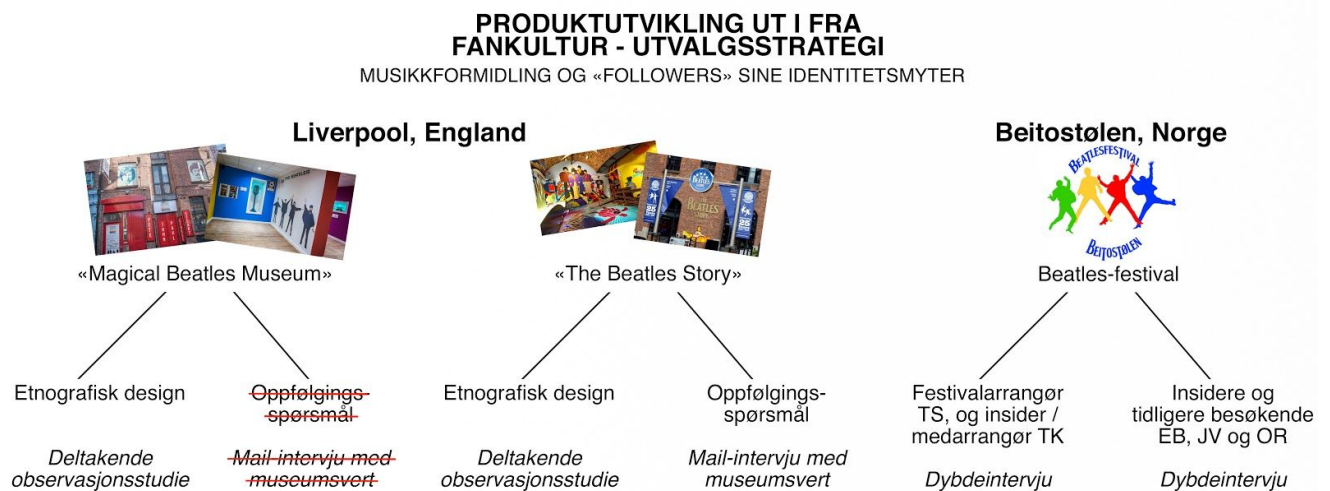 PRODUKTUTVIKLING UT I FRA
FANKULTUR - UTVALGSSTRATEGI
MUSIKKFORMIDLING OG «FOLLOWERS» SINE IDENTITETSMYTER
Liverpool, England
Beitostølen, Norge
BEATLESFESTIVAL
BEITOSTØLEN
THE
BEATLES
STORY
«Magical Beatles Museum»
«The Beatles Story»
Beatles-festival
Etnografisk design
Deltakende
observasjonsstudie
Oppfølgings-
spørsmål
Mail-intervju med
museumsvert
Etnografisk design
Deltakende
observasjonsstudie
Oppfølgings-
spørsmål
Mail-intervju med
museumsvert
Festivalarrangør
TS, og insider /
medarrangør TK
Dybdeintervju
Insidere og
tidligere besøkende
EB, JV og OR
Dybdeintervju